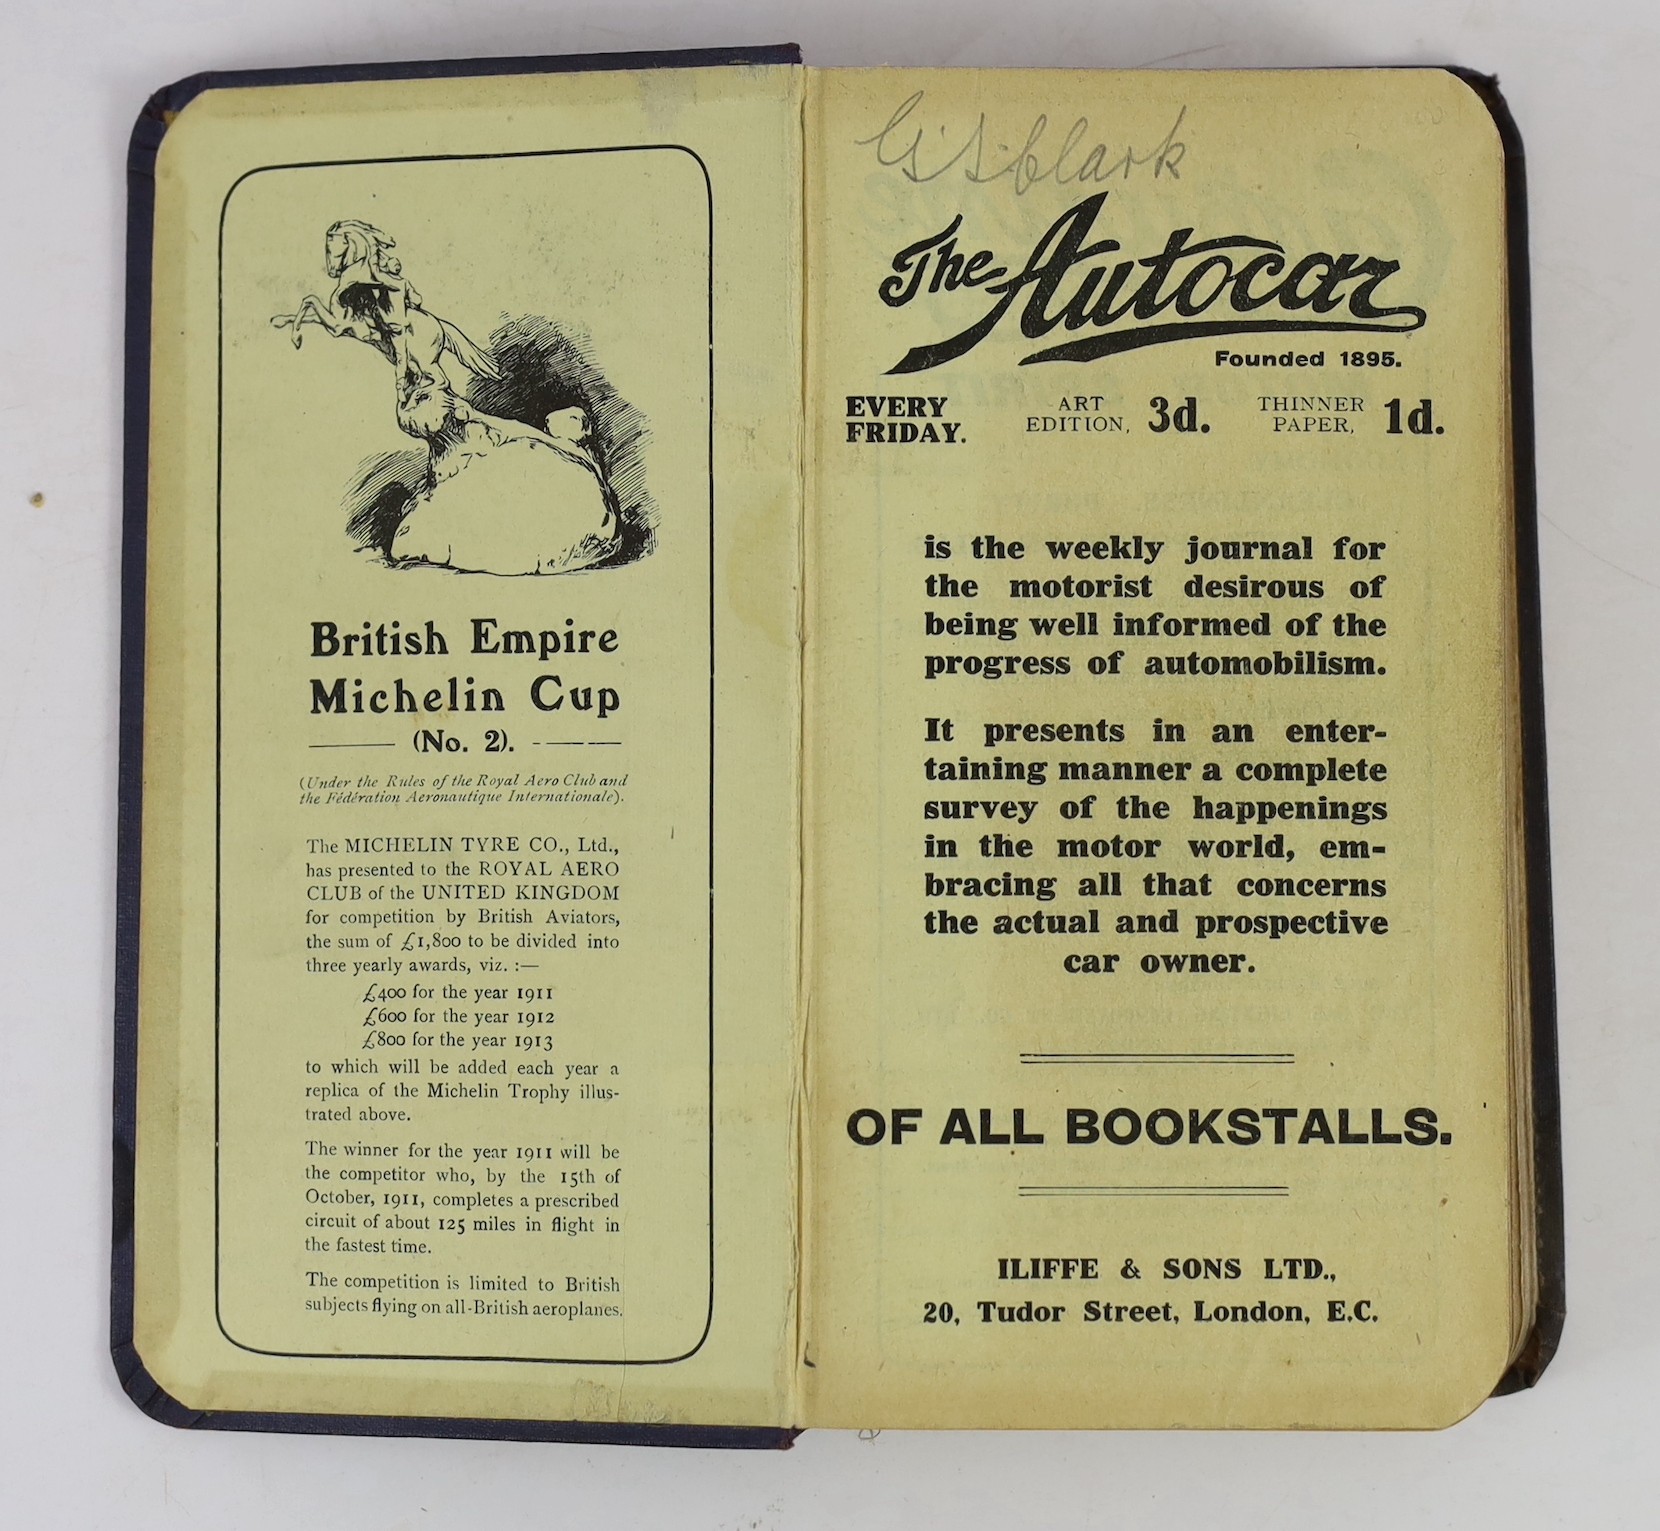 British Empire
Michelin Cup
(No. 2).
(Under the Rules of the Royal Aero Club and
the Fédération Aeronautique Internationale).
The MICHELIN TYRE CO., Ltd.,
has presented to the ROYAL AERO
CLUB of the UNITED KINGDOM
for competition by British Aviators,
the sum of £1,800 to be divided into
three yearly awards, viz. :—
£400 for the year 1911
£600 for the year 1912
£800 for the year 1913
to which will be added each year a
replica of the Michelin Trophy illus-
trated above.
The winner for the year 1911 will be
the competitor who, by the 15th of
October, 1911, completes a prescribed
circuit of about 125 miles in flight in
the fastest time.
The competition is limited to British
subjects flying on all-British aeroplanes.
G S Clark
The Autocar
Founded 1895.
EVERY
FRIDAY.
ART
EDITION, 3d.
THINNER
PAPER, 1d.
is the weekly journal for
the motorist desirous of
being well informed of the
progress of automobilism.
It presents in an enter-
taining manner a complete
survey of the happenings
in the motor world, em-
bracing all that concerns
the actual and prospective
car owner.
OF ALL BOOKSTALLS.
ILIFFE & SONS LTD.,
20, Tudor Street, London, E.C.